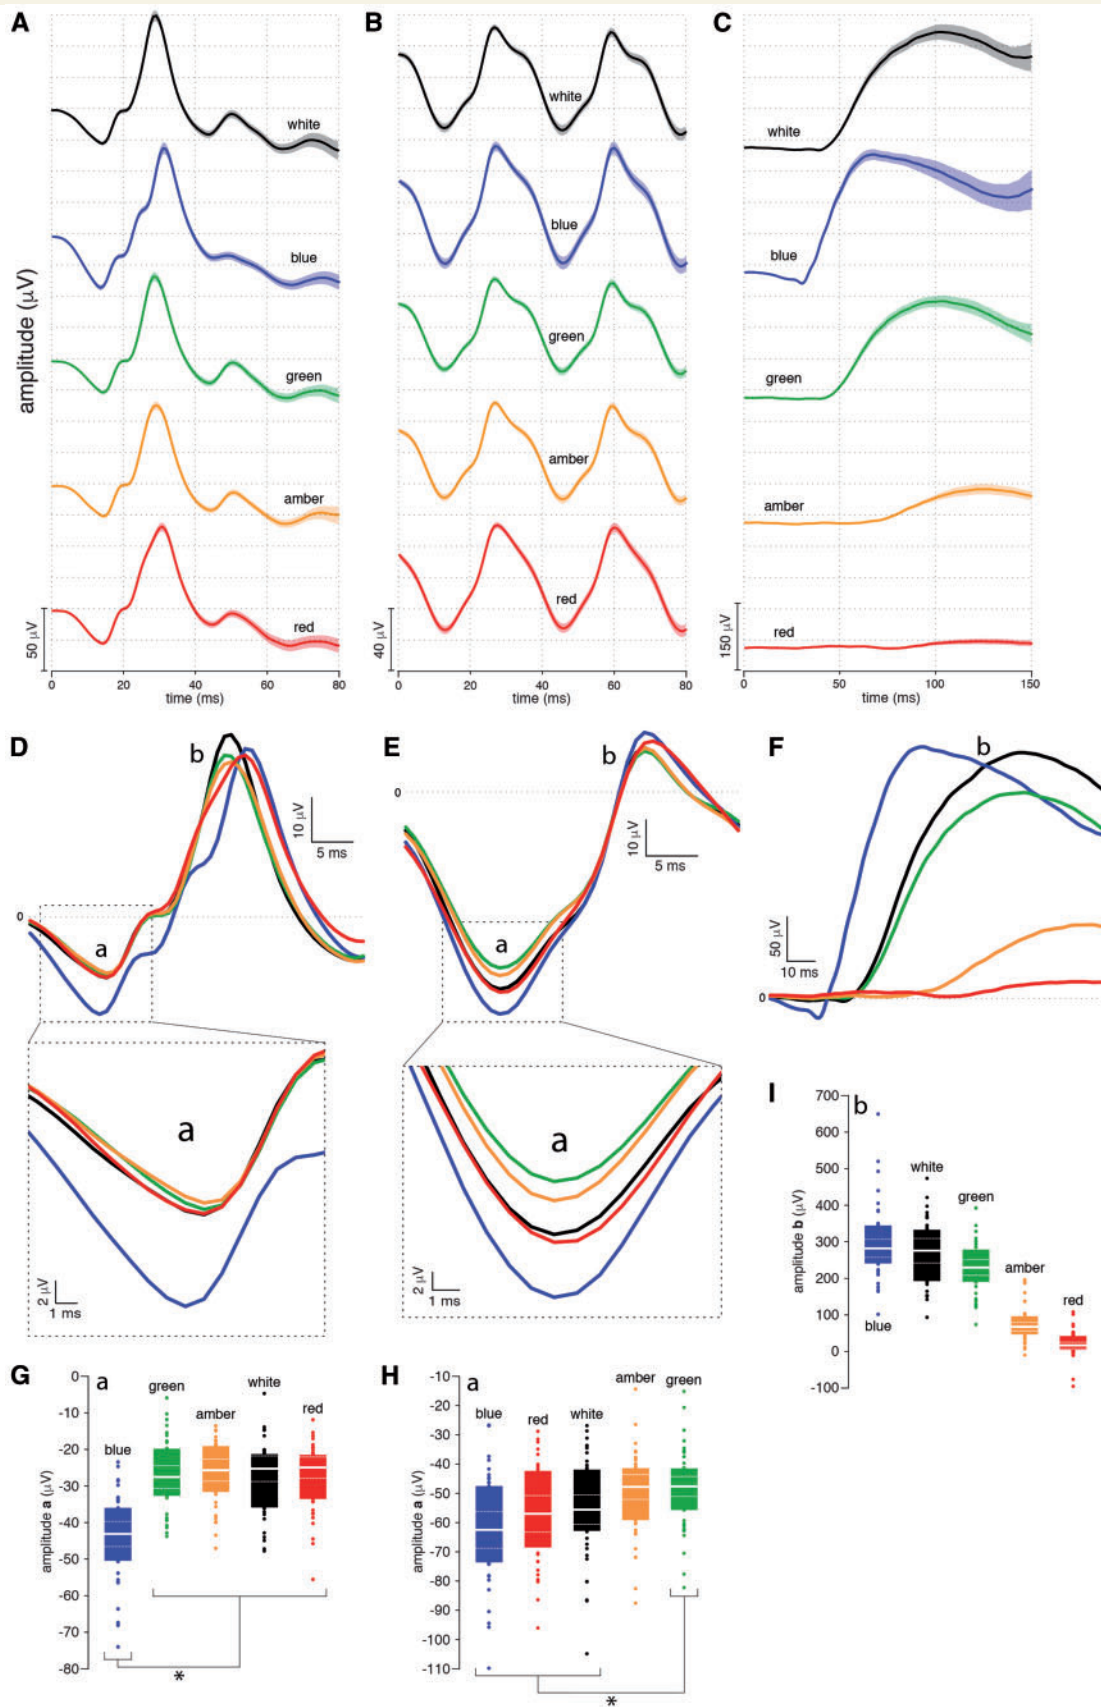 A
B
C
white
white
white
blue
blue
blue
green
green
green
amber
amber
amber
red
red
red
amplitude (µV)
50 µV
40 µV
150 µV
0 20 40 60 80
0 20 40 60 80
0 50 100 150
time (ms)
time (ms)
time (ms)
D
b
10 µV
5 ms
0
a
a
2 µV
1 ms
E
b
0
10 µV
5 ms
a
a
2 µV
1 ms
F
b
50 µV
10 ms
0
I
b
700
600
500
400
300
200
100
0
-100
amplitude b (µV)
white
green
amber
red
blue
G
a
0
-10
-20
-30
-40
-50
-60
-70
-80
amplitude a (µV)
green
white
amber
red
blue
*
H
a
-10
-20
-30
-40
-50
-60
-70
-80
-90
-100
-110
amplitude a (µV)
amber
green
blue
red
white
*